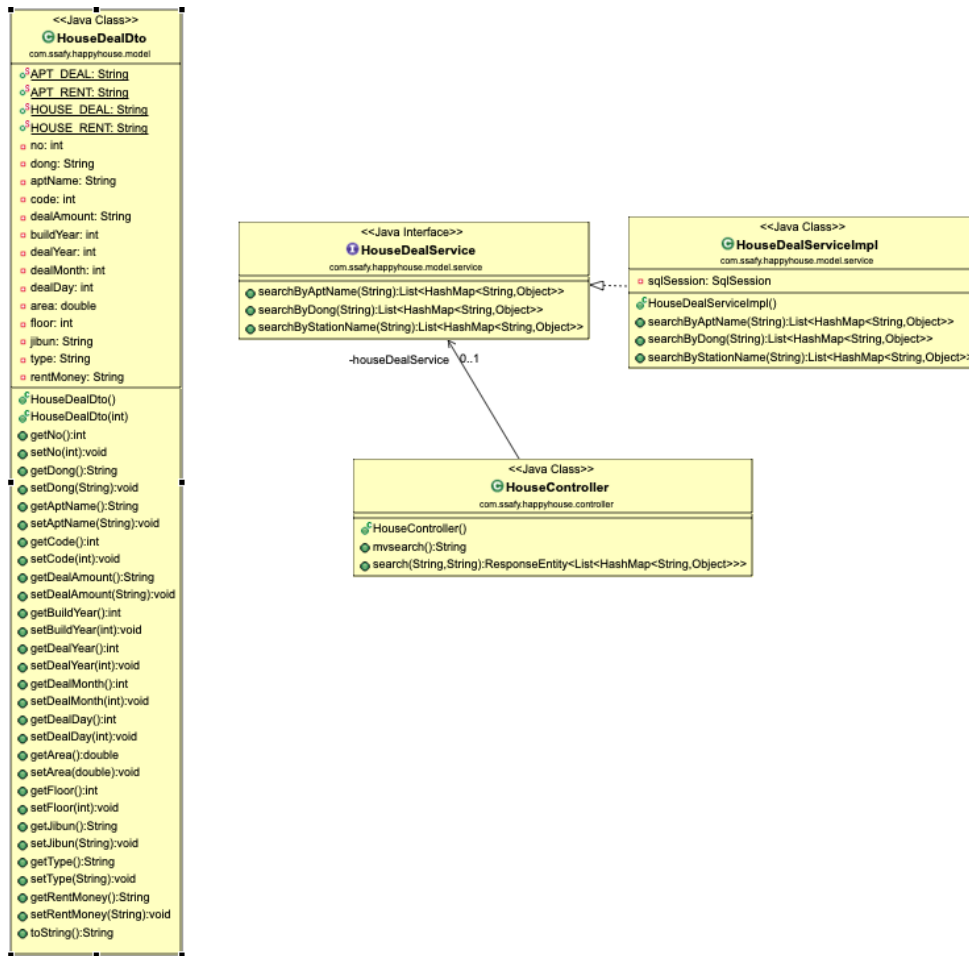 <<Java Class>>
HouseDealDto
com.ssafy.happyhouse.model
APT_DEAL: String
APT_RENT: String
HOUSE_DEAL: String
HOUSE_RENT: String
no: int
dong: String
aptName: String
code: int
dealAmount: String
buildYear: int
dealYear: int
dealMonth: int
dealDay: int
area: double
floor: int
jibun: String
type: String
rentMoney: String
HouseDealDto()
HouseDealDto(int)
getNo():int
setNo(int):void
getDong():String
setDong(String):void
getAptName():String
setAptName(String):void
getCode():int
setCode(int):void
getDealAmount():String
setDealAmount(String):void
getBuildYear():int
setBuildYear(int):void
getDealYear():int
setDealYear(int):void
getDealMonth():int
setDealMonth(int):void
getDealDay():int
setDealDay(int):void
getArea():double
setArea(double):void
getFloor():int
setFloor(int):void
getJibun():String
setJibun(String):void
getType():String
setType(String):void
getRentMoney():String
setRentMoney(String):void
toString():String
<<Java Interface>>
HouseDealService
com.ssafy.happyhouse.model.service
searchByAptName(String):List<HashMap<String,Object>>
searchByDong(String):List<HashMap<String,Object>>
searchByStationName(String):List<HashMap<String,Object>>
-houseDealService 0..1
<<Java Class>>
HouseDealServiceImpl
com.ssafy.happyhouse.model.service
sqlSession: SqlSession
HouseDealServiceImpl()
searchByAptName(String):List<HashMap<String,Object>>
searchByDong(String):List<HashMap<String,Object>>
searchByStationName(String):List<HashMap<String,Object>>
<<Java Class>>
HouseController
com.ssafy.happyhouse.controller
HouseController()
mvsearch():String
search(String,String):ResponseEntity<List<HashMap<String,Object>>>